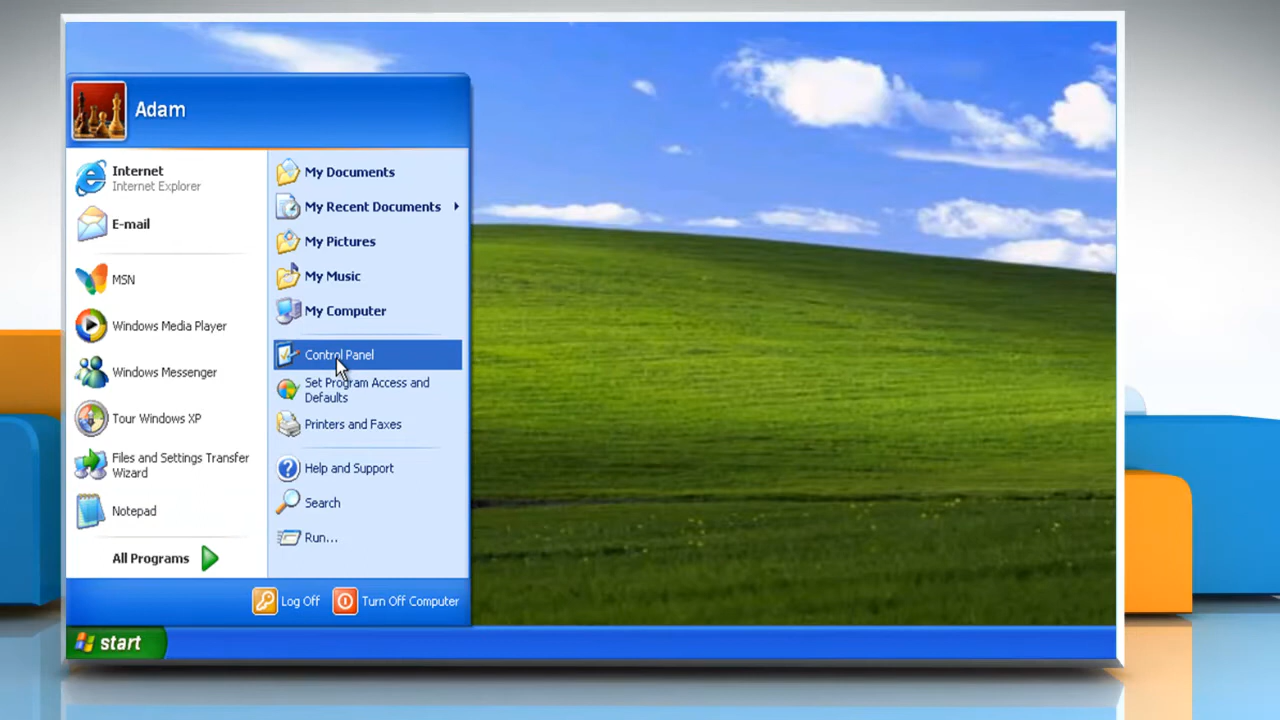 Adam
Internet
Internet Explorer
E-mail
MSN
Windows Media Player
Windows Messenger
Tour Windows XP
Files and Settings Transfer
Wizard
Notepad
All Programs
My Documents
My Recent Documents
My Pictures
My Music
My Computer
Control Panel
Set Program Access and
Defaults
Printers and Faxes
Help and Support
Search
Run...
Log Off
Turn Off Computer
start